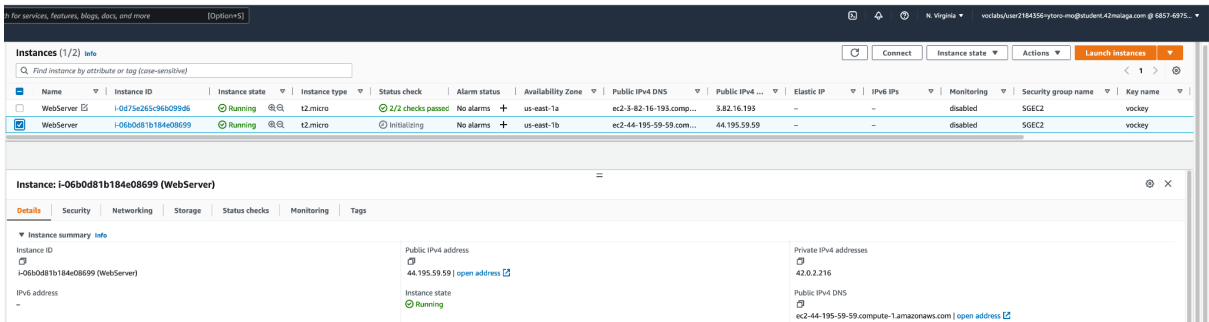 ch for services, features, blogs, docs, and more [Option+S] N. Virginia ▼ voclabs/user2184356=ytoro-mo@student.42malaga.com @ 6857-6975... ▼
Instances (1/2) Info Connect Instance state ▼ Actions ▼ Launch instances ▼
Find instance by attribute or tag (case-sensitive) < 1 >
Name Instance ID Instance state Instance type Status check Alarm status Availability Zone Public IPv4 DNS Public IPv4 ... Elastic IP IPv6 IPs Monitoring Security group name Key name
WebServer i-0d75e265c96b099d6 Running t2.micro 2/2 checks passed No alarms + us-east-1a ec2-3-82-16-193.comp... 3.82.16.193 – – disabled SGEC2 vockey
WebServer i-06b0d81b184e08699 Running t2.micro Initializing No alarms + us-east-1b ec2-44-195-59-59.com... 44.195.59.59 – – disabled SGEC2 vockey
Instance: i-06b0d81b184e08699 (WebServer)
Details Security Networking Storage Status checks Monitoring Tags
▼ Instance summary Info
Instance ID Public IPv4 address Private IPv4 addresses
i-06b0d81b184e08699 (WebServer) 44.195.59.59 | open address 42.0.2.216
IPv6 address Instance state Public IPv4 DNS
– Running
ec2-44-195-59-59.compute-1.amazonaws.com | open address